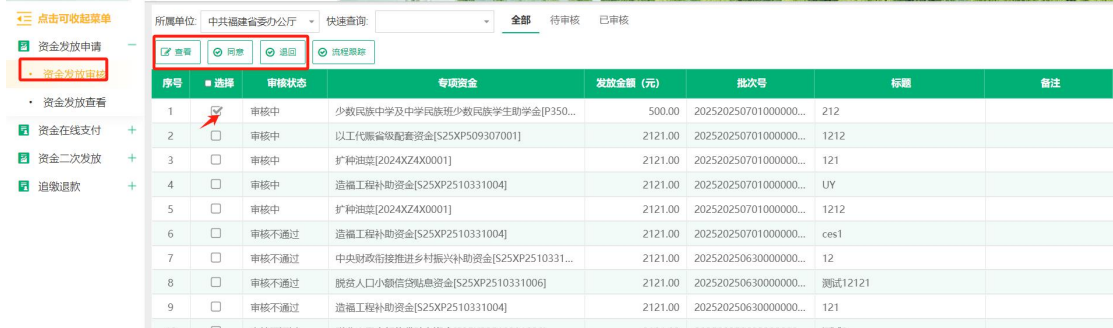 点击可收起菜单
资金发放申请
资金发放审核
资金发放查看
资金在线支付
资金二次发放
追缴退款
所属单位: 中共福建省委办公厅 快速查询: 全部 待审核 已审核
查看 同意 退回 流程跟踪
序号 选择 审核状态 专项资金 发放金额（元） 批次号 标题 备注
1 审核中 少数民族中学及中学民族班少数民族学生助学金[P350... 500.00 202520250701000000... 212
2 审核中 以工代赈省级配套资金[S25XP509307001] 2121.00 202520250701000000... 1212
3 审核中 扩种油菜[2024XZ4X0001] 2121.00 202520250701000000... 121
4 审核中 造福工程补助资金[S25XP2510331004] 2121.00 202520250701000000... UY
5 审核中 扩种油菜[2024XZ4X0001] 2121.00 202520250701000000... 1212
6 审核不通过 造福工程补助资金[S25XP2510331004] 2121.00 202520250701000000... ces1
7 审核不通过 中央财政衔接推进乡村振兴补助资金[S25XP2510331... 2121.00 202520250630000000... 12
8 审核不通过 脱贫人口小额信贷贴息资金[S25XP2510331006] 2121.00 202520250630000000... 测试12121
9 审核不通过 造福工程补助资金[S25XP2510331004] 2121.00 202520250630000000... 121